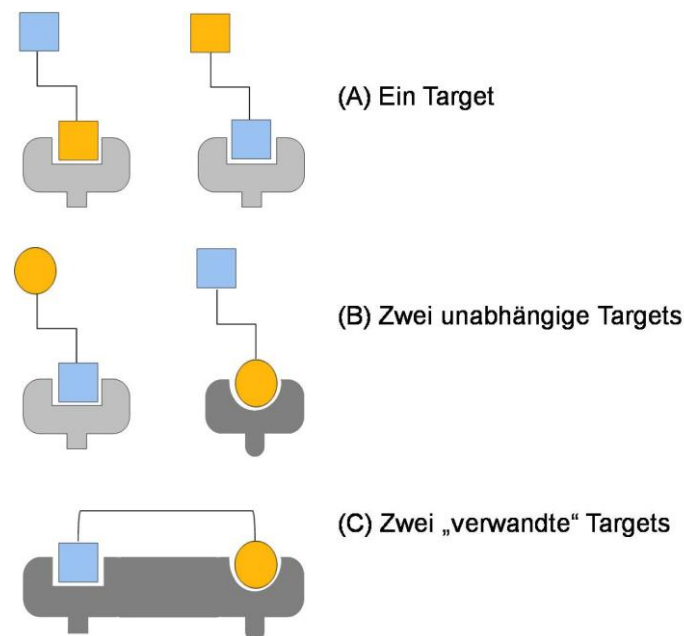 (A) Ein Target
(B) Zwei unabhängige Targets
(C) Zwei „verwandte“ Targets